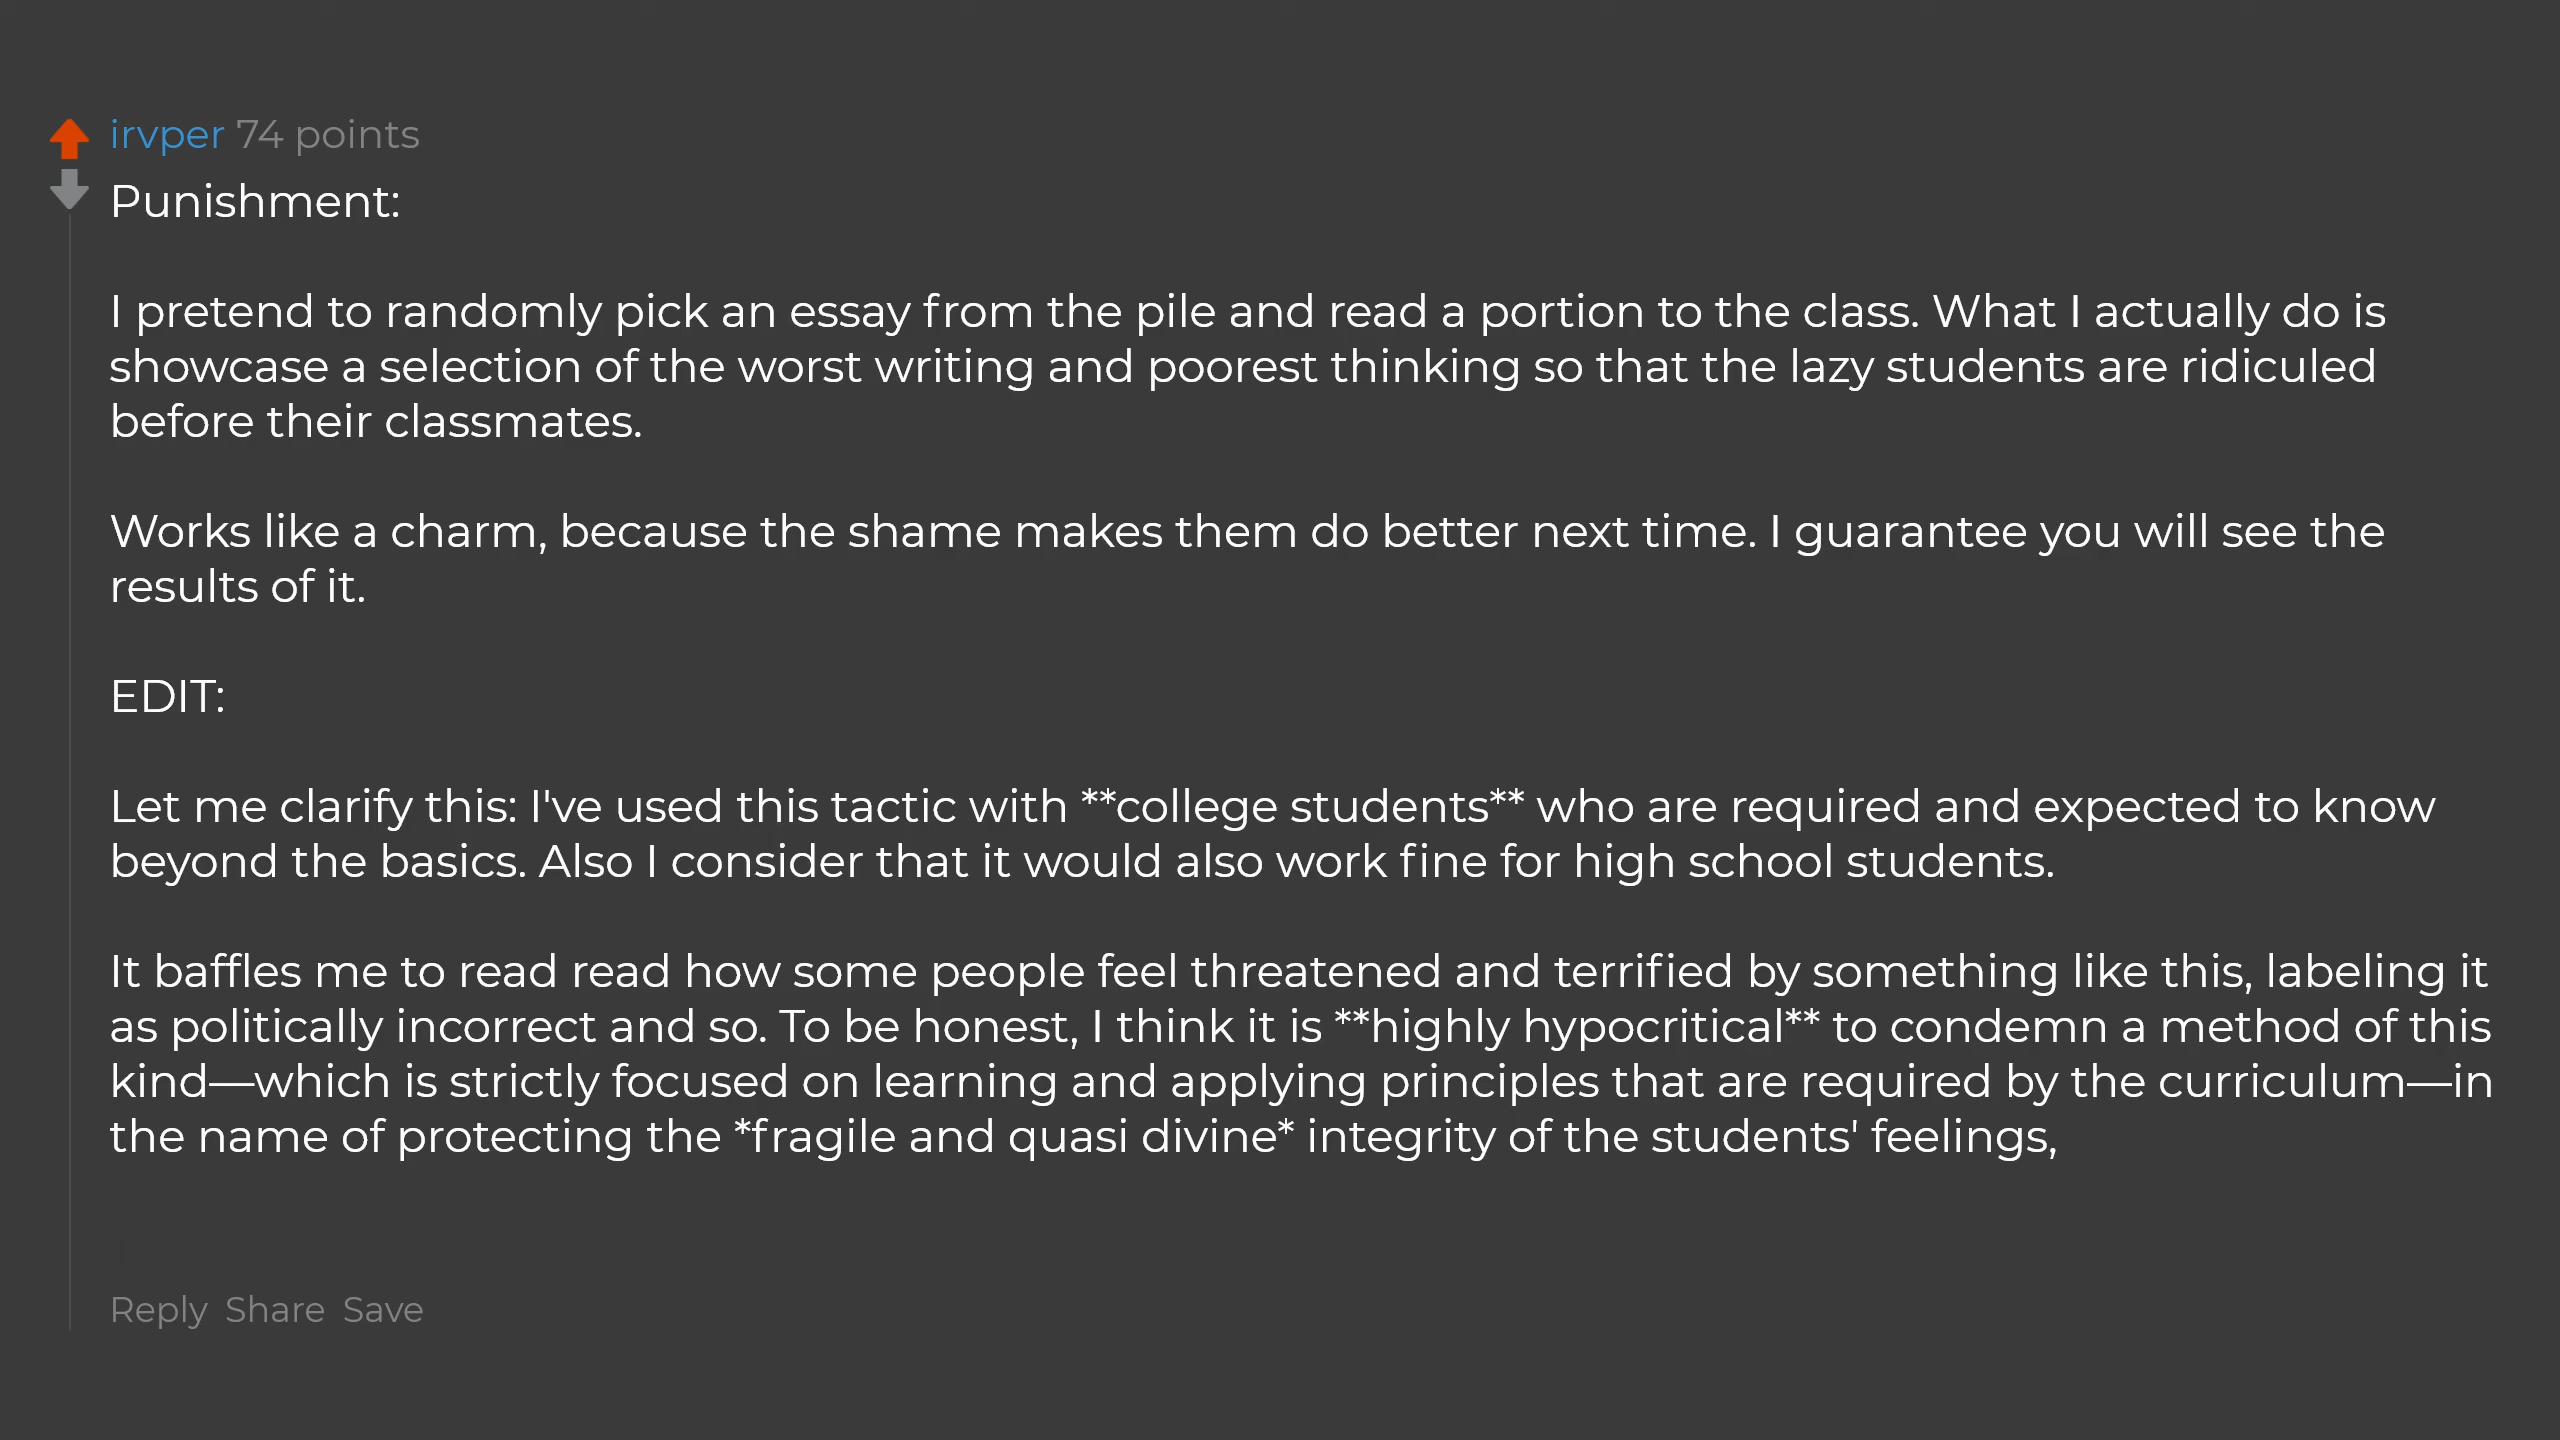 irvper 74 points
Punishment:
I pretend to randomly pick an essay from the pile and read a portion to the class. What I actually do is
showcase a selection of the worst writing and poorest thinking so that the lazy students are ridiculed
before their classmates.
Works like a charm, because the shame makes them do better next time. I guarantee you will see the
results of it.
EDIT:
Let me clarify this: I've used this tactic with **college students** who are required and expected to know
beyond the basics. Also I consider that it would also work fine for high school students.
It baffles me to read read how some people feel threatened and terrified by something like this, labeling it
as politically incorrect and so. To be honest, I think it is **highly hypocritical** to condemn a method of this
kind—which is strictly focused on learning and applying principles that are required by the curriculum—in
the name of protecting the *fragile and quasi divine* integrity of the students' feelings,
Reply Share Save